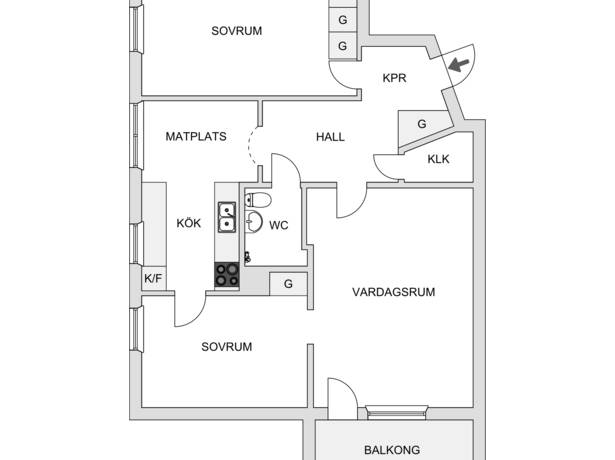 G
SOVRUM
G
KPR
G
MATPLATS
HALL
KLK
KÖK
WC
K/F
G
VARDAGSRUM
SOVRUM
BALKONG